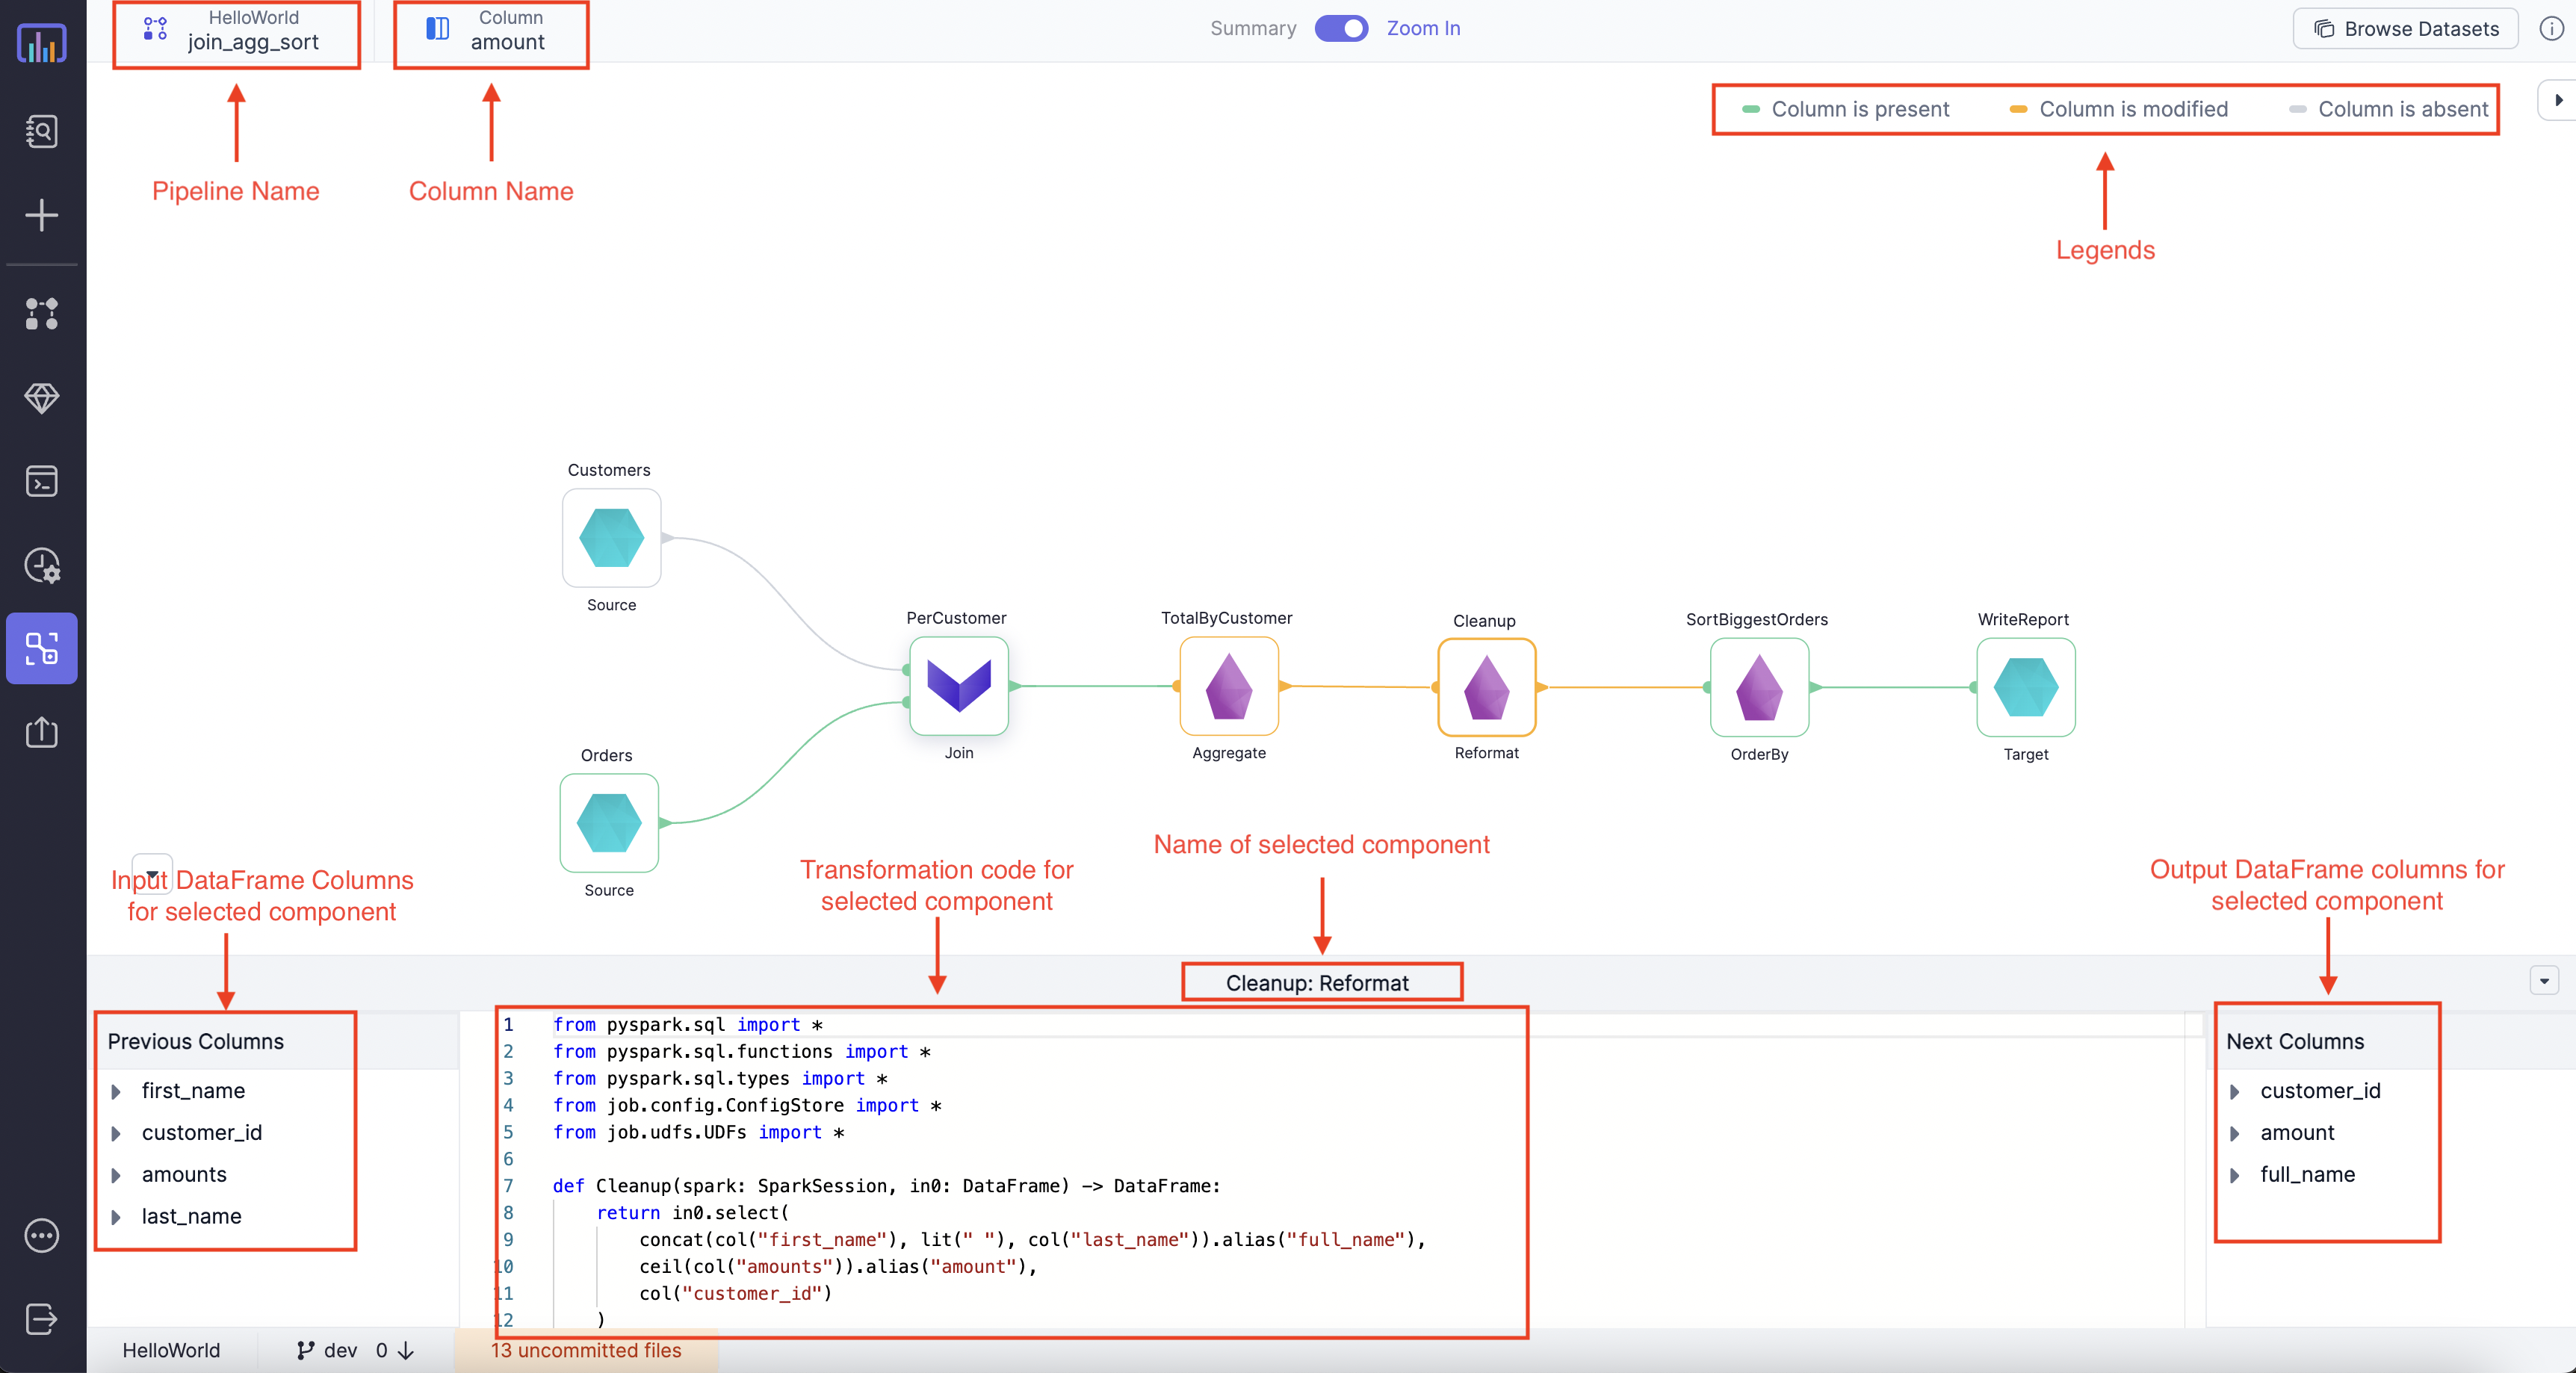 HelloWorld
join_agg_sort
Column
amount
Summary
Zoom In
Browse Datasets
Column is present
Column is modified
Column is absent
Pipeline Name
Column Name
Legends
Customers
Source
PerCustomer
Join
TotalByCustomer
Aggregate
Cleanup
Reformat
SortBiggestOrders
OrderBy
WriteReport
Target
Orders
Source
Input DataFrame Columns
for selected component
Transformation code for
selected component
Name of selected component
Output DataFrame columns for
selected component
Cleanup: Reformat
Previous Columns
first_name
customer_id
amounts
last_name
1 from pyspark.sql import *
2 from pyspark.sql.functions import *
3 from pyspark.sql.types import *
4 from job.config.ConfigStore import *
5 from job.udfs.UDFs import *
6
7 def Cleanup(spark: SparkSession, in0: DataFrame) -> DataFrame:
8 return in0.select(
9 concat(col("first_name"), lit(" "), col("last_name")).alias("full_name"),
10 ceil(col("amounts")).alias("amount"),
11 col("customer_id")
12 )
Next Columns
customer_id
amount
full_name
HelloWorld
dev 0
13 uncommitted files